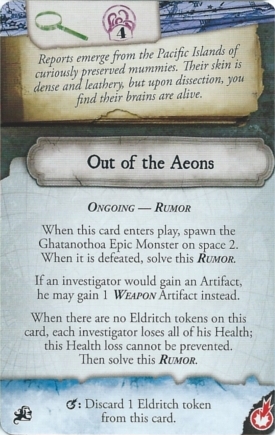 4
Reports emerge from the Pacific Islands of
curiously preserved mummies. Their skin is
dense and leathery, but upon dissection, you
find their brains are alive.
Out of the Aeons
Ongoing — Rumor
When this card enters play, spawn the
Ghatanothoa Epic Monster on space 2.
When it is defeated, solve this Rumor.
If an investigator would gain an Artifact,
he may gain 1 Weapon Artifact instead.
When there are no Eldritch tokens on this
card, each investigator loses all of his Health;
this Health loss cannot be prevented.
Then solve this Rumor.
: Discard 1 Eldritch token
from this card.